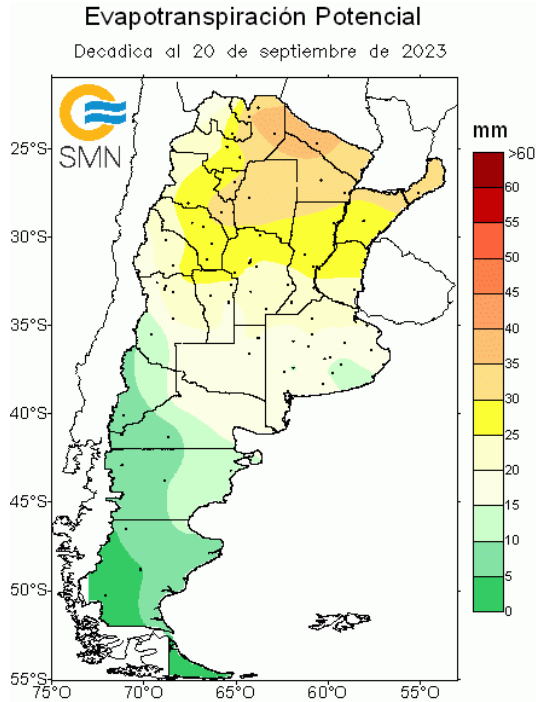 Evapotranspiración Potencial
Decádica al 20 de septiembre de 2023
SMN
mm
>60
60
55
50
45
40
35
30
25
20
15
10
5
0
25°S
30°S
35°S
40°S
45°S
50°S
55°S
75°O 70°O 65°O 60°O 55°O